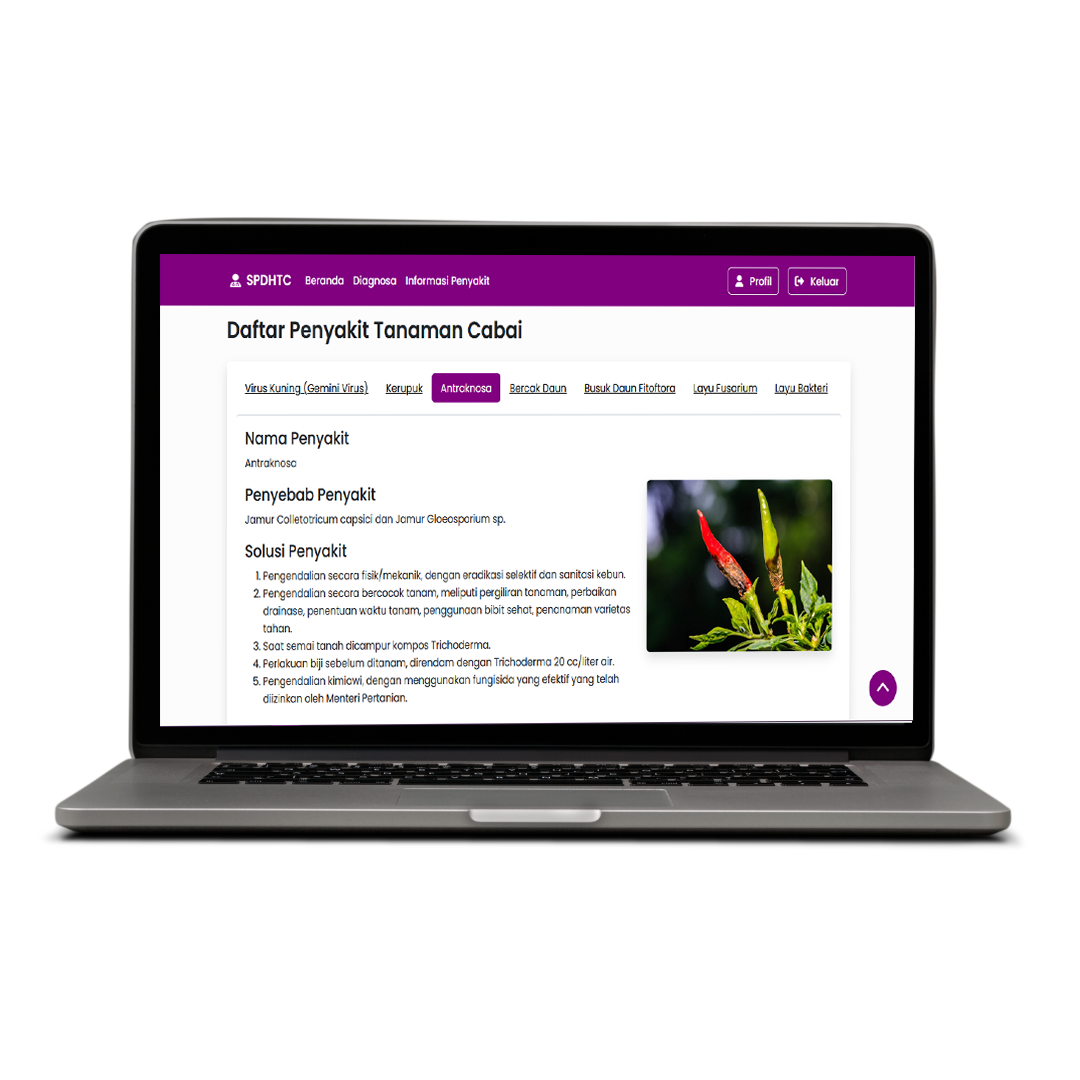 SPDHTC Beranda Diagnosa Informasi Penyakit Profil Keluar
Daftar Penyakit Tanaman Cabai
Virus Kuning (Gemini Virus) Kerupuk Antraknosa Bercak Daun Busuk Daun Fitoftora Layu Fusarium Layu Bakteri
Nama Penyakit
Antraknosa
Penyebab Penyakit
Jamur Colletotricum capsici dan Jamur Gloeosporium sp.
Solusi Penyakit
1. Pengendalian secara fisik/mekanik, dengan eradikasi selektif dan sanitasi kebun.
2. Pengendalian secara bercocok tanam, meliputi pergiliran tanaman, perbaikan
drainase, penentuan waktu tanam, penggunaan bibit sehat, penanaman varietas
tahan.
3. Saat semai tanah dicampur kompos Trichoderma.
4. Perlakuan biji sebelum ditanam, direndam dengan Trichoderma 20 cc/liter air.
5. Pengendalian kimiawi, dengan menggunakan fungisida yang efektif yang telah
diizinkan oleh Menteri Pertanian.